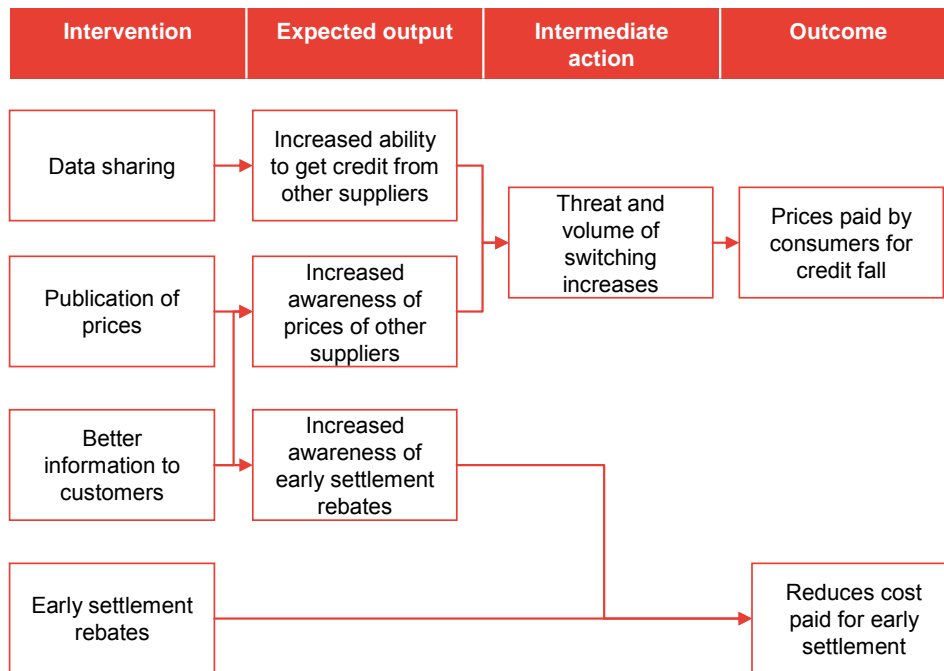 Intervention
Expected output
Intermediate
action
Outcome
Data sharing
Increased ability
to get credit from
other suppliers
Threat and
volume of
switching
increases
Prices paid by
consumers for
credit fall
Publication of
prices
Increased
awareness of
prices of other
suppliers
Better
information to
customers
Increased
awareness of
early settlement
rebates
Early settlement
rebates
Reduces cost
paid for early
settlement